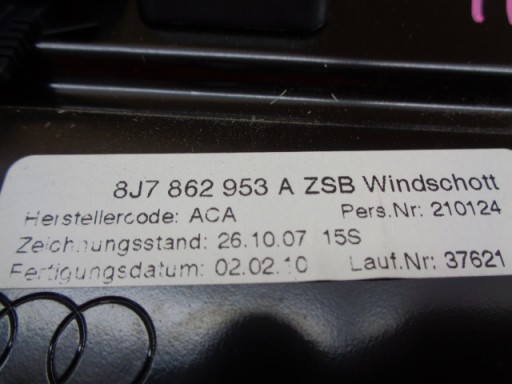 8J7 862 953 A ZSB Windschott
Herstellercode: ACA Pers.Nr: 210124
Zeichnungsstand: 26.10.07 15S
Fertigungsdatum: 02.02.10 Lauf.Nr: 37621